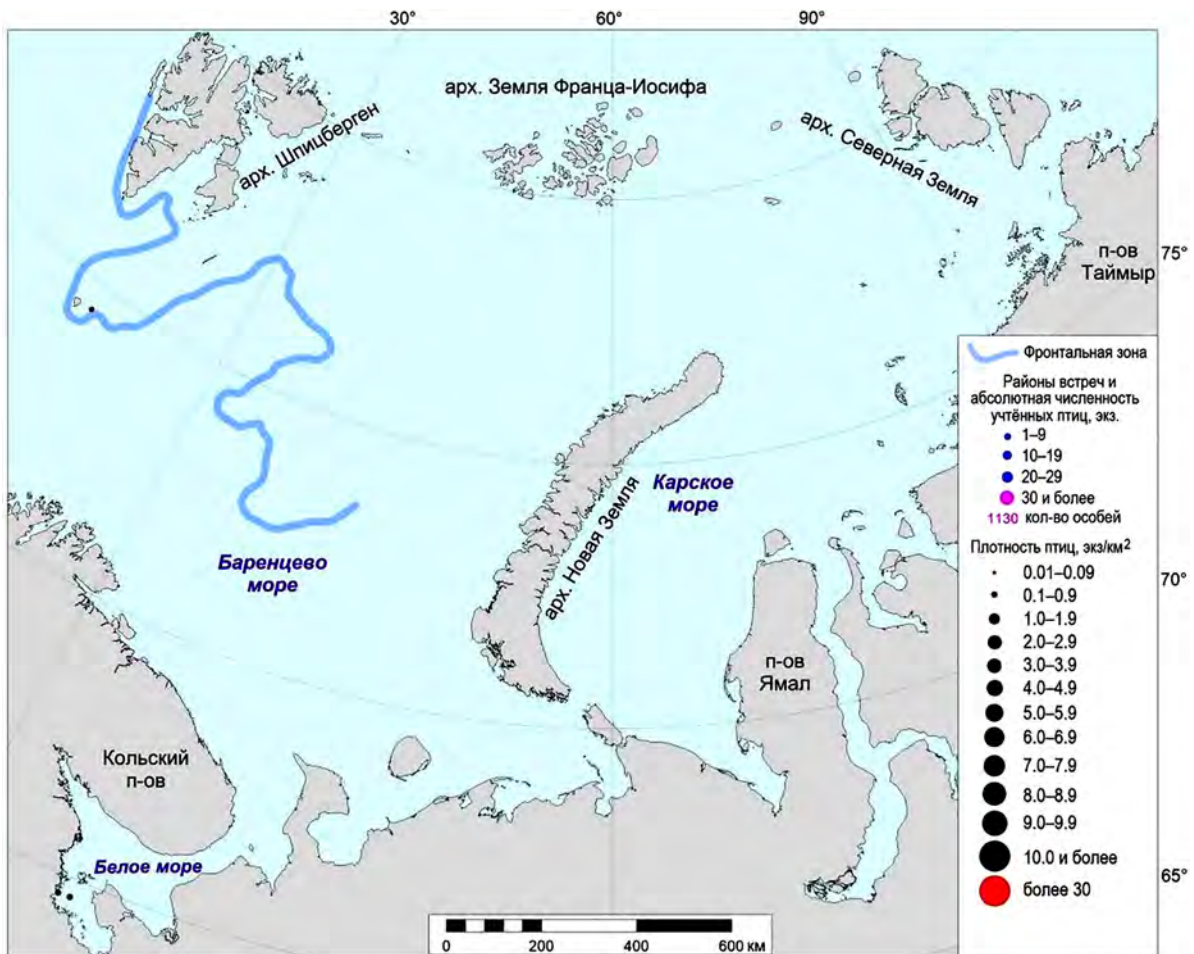 30°
60°
90°
арх. Земля Франца-Иосифа
арх. Шпицберген
арх. Северная Земля
п-ов
Таймыр
75°
Фронтальная зона
Районы встреч и
абсолютная численность
учтённых птиц, экз.
1–9
10–19
20–29
30 и более
1130 кол-во особей
Плотность птиц, экз/км²
0.01–0.09
0.1–0.9
1.0–1.9
2.0–2.9
3.0–3.9
4.0–4.9
5.0–5.9
6.0–6.9
7.0–7.9
8.0–8.9
9.0–9.9
10.0 и более
более 30
Карское
море
арх. Новая Земля
Баренцево
море
70°
п-ов
Ямал
Кольский
п-ов
Белое море
65°
0 200 400 600 км